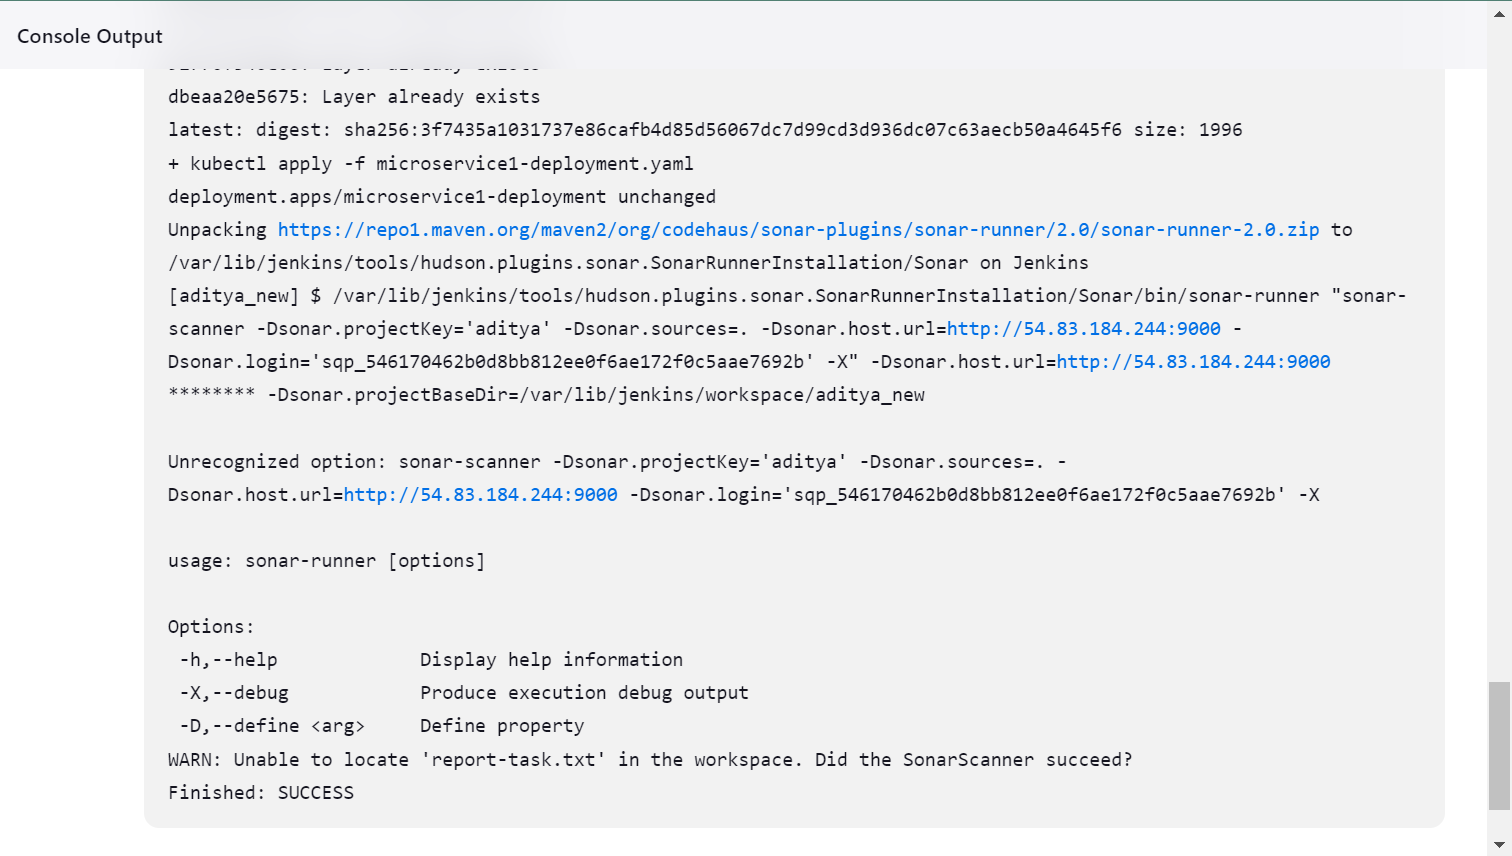 Console Output
dbeaa20e5675: Layer already exists
latest: digest: sha256:3f7435a1031737e86cafb4d85d56067dc7d99cd3d936dc07c63aecb50a4645f6 size: 1996
+ kubectl apply -f microservice1-deployment.yaml
deployment.apps/microservice1-deployment unchanged
Unpacking https://repo1.maven.org/maven2/org/codehaus/sonar-plugins/sonar-runner/2.0/sonar-runner-2.0.zip to
/var/lib/jenkins/tools/hudson.plugins.sonar.SonarRunnerInstallation/Sonar on Jenkins
[aditya_new] $ /var/lib/jenkins/tools/hudson.plugins.sonar.SonarRunnerInstallation/Sonar/bin/sonar-runner "sonar-
scanner -Dsonar.projectKey='aditya' -Dsonar.sources=. -Dsonar.host.url=http://54.83.184.244:9000 -
Dsonar.login='sqp_546170462b0d8bb812ee0f6ae172f0c5aae7692b' -X" -Dsonar.host.url=http://54.83.184.244:9000
******** -Dsonar.projectBaseDir=/var/lib/jenkins/workspace/aditya_new
Unrecognized option: sonar-scanner -Dsonar.projectKey='aditya' -Dsonar.sources=. -
Dsonar.host.url=http://54.83.184.244:9000 -Dsonar.login='sqp_546170462b0d8bb812ee0f6ae172f0c5aae7692b' -X
usage: sonar-runner [options]
Options:
-h,--help Display help information
-X,--debug Produce execution debug output
-D,--define <arg> Define property
WARN: Unable to locate 'report-task.txt' in the workspace. Did the SonarScanner succeed?
Finished: SUCCESS